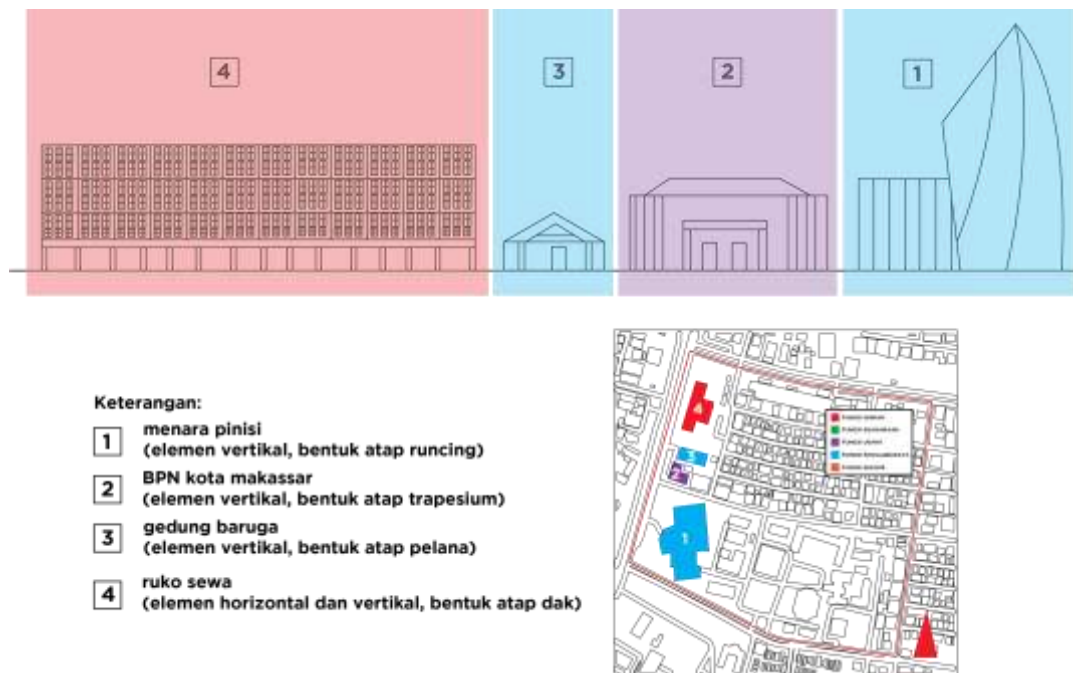 4
3
2
1
Keterangan:
1
menara pinisi
(elemen vertikal, bentuk atap runcing)
2
BPN kota makassar
(elemen vertikal, bentuk atap trapesium)
3
gedung baruga
(elemen vertikal, bentuk atap pelana)
4
ruko sewa
(elemen horizontal dan vertikal, bentuk atap dak)
4
3
2
1